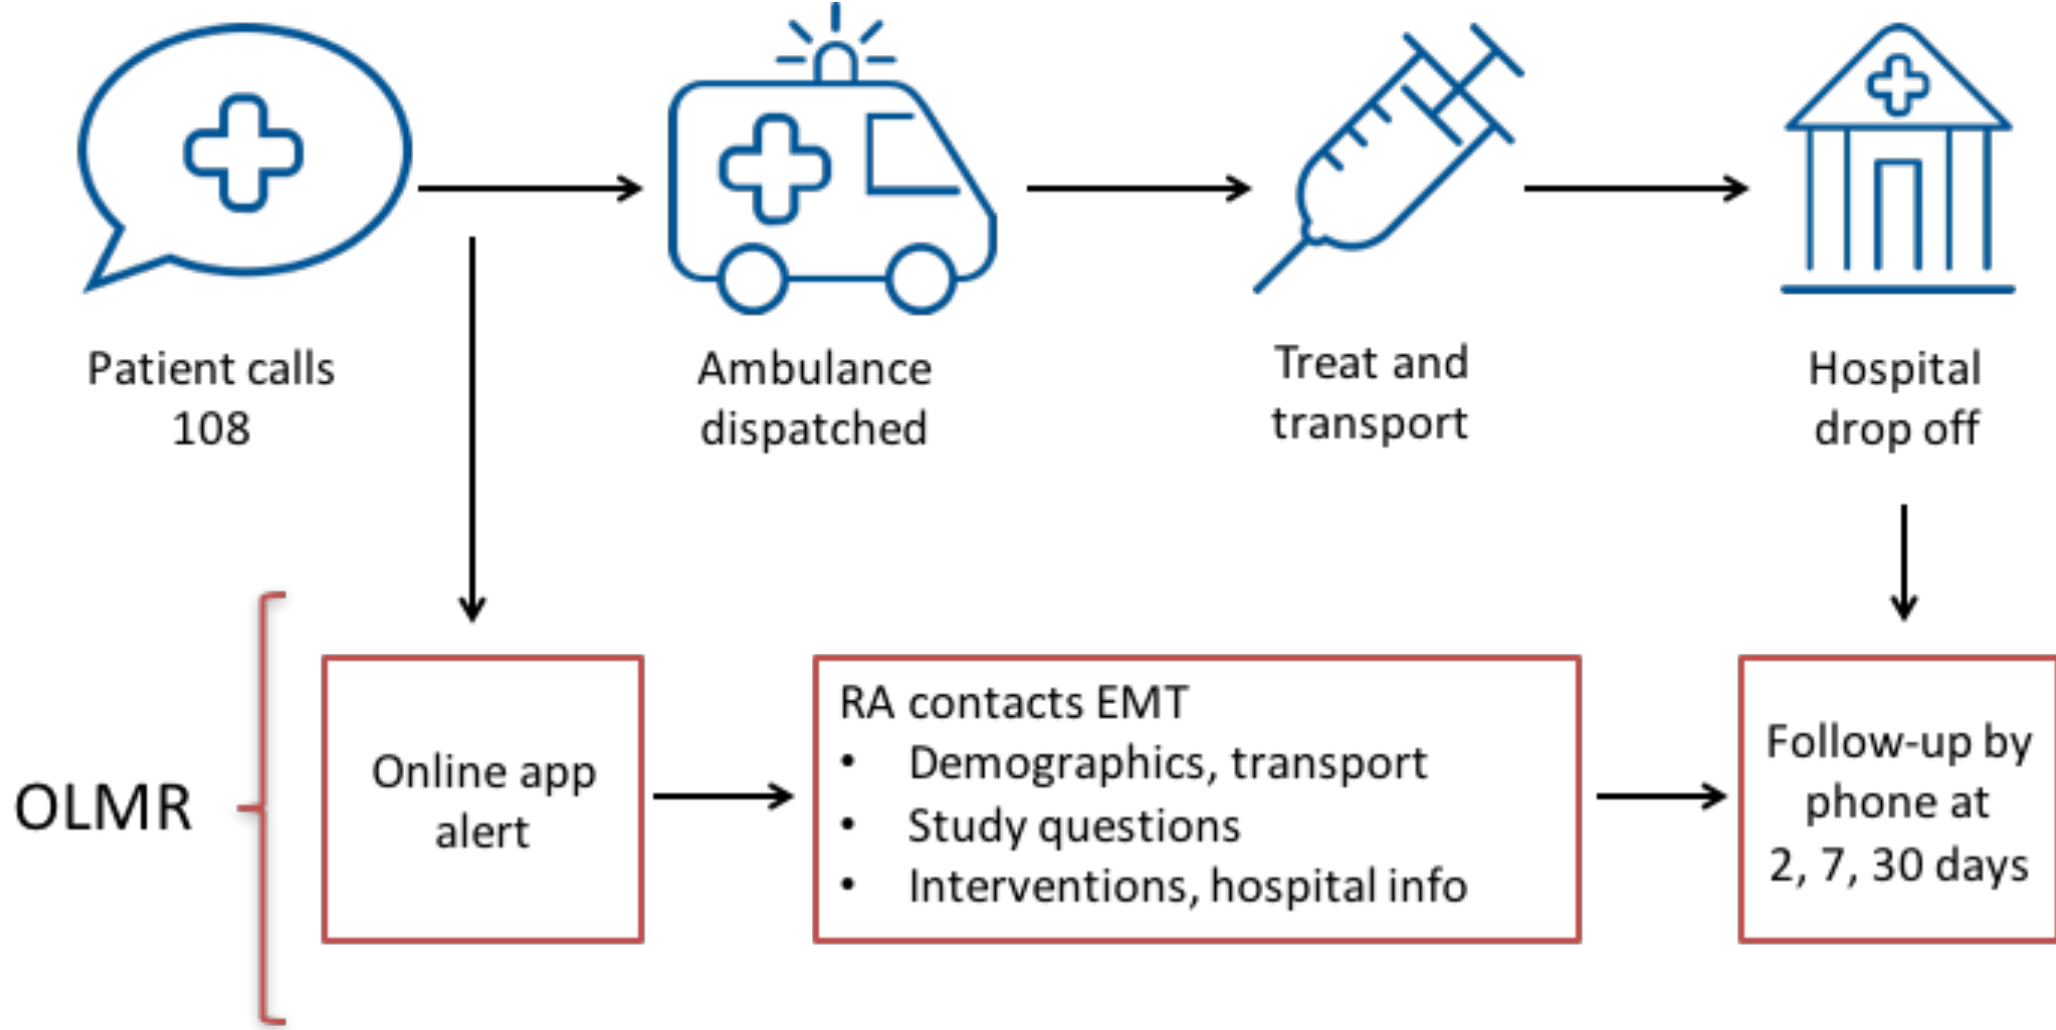 Patient calls
108
Ambulance
dispatched
Treat and
transport
Hospital
drop off
OLMR
Online app
alert
RA contacts EMT
• Demographics, transport
• Study questions
• Interventions, hospital info
Follow-up by
phone at
2, 7, 30 days